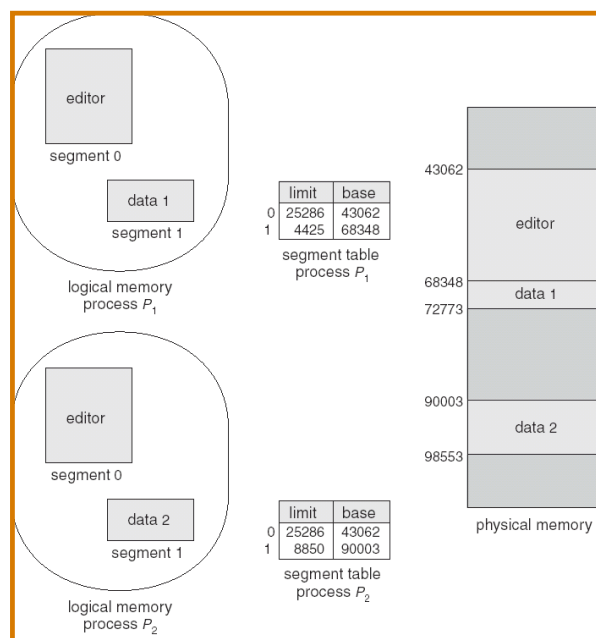 editor
segment 0
data 1
segment 1
logical memory
process P1
limit base
0 25286 43062
1 4425 68348
segment table
process P1
43062
editor
68348
data 1
72773
90003
data 2
98553
physical memory
editor
segment 0
data 2
segment 1
logical memory
process P2
limit base
0 25286 43062
1 8850 90003
segment table
process P2